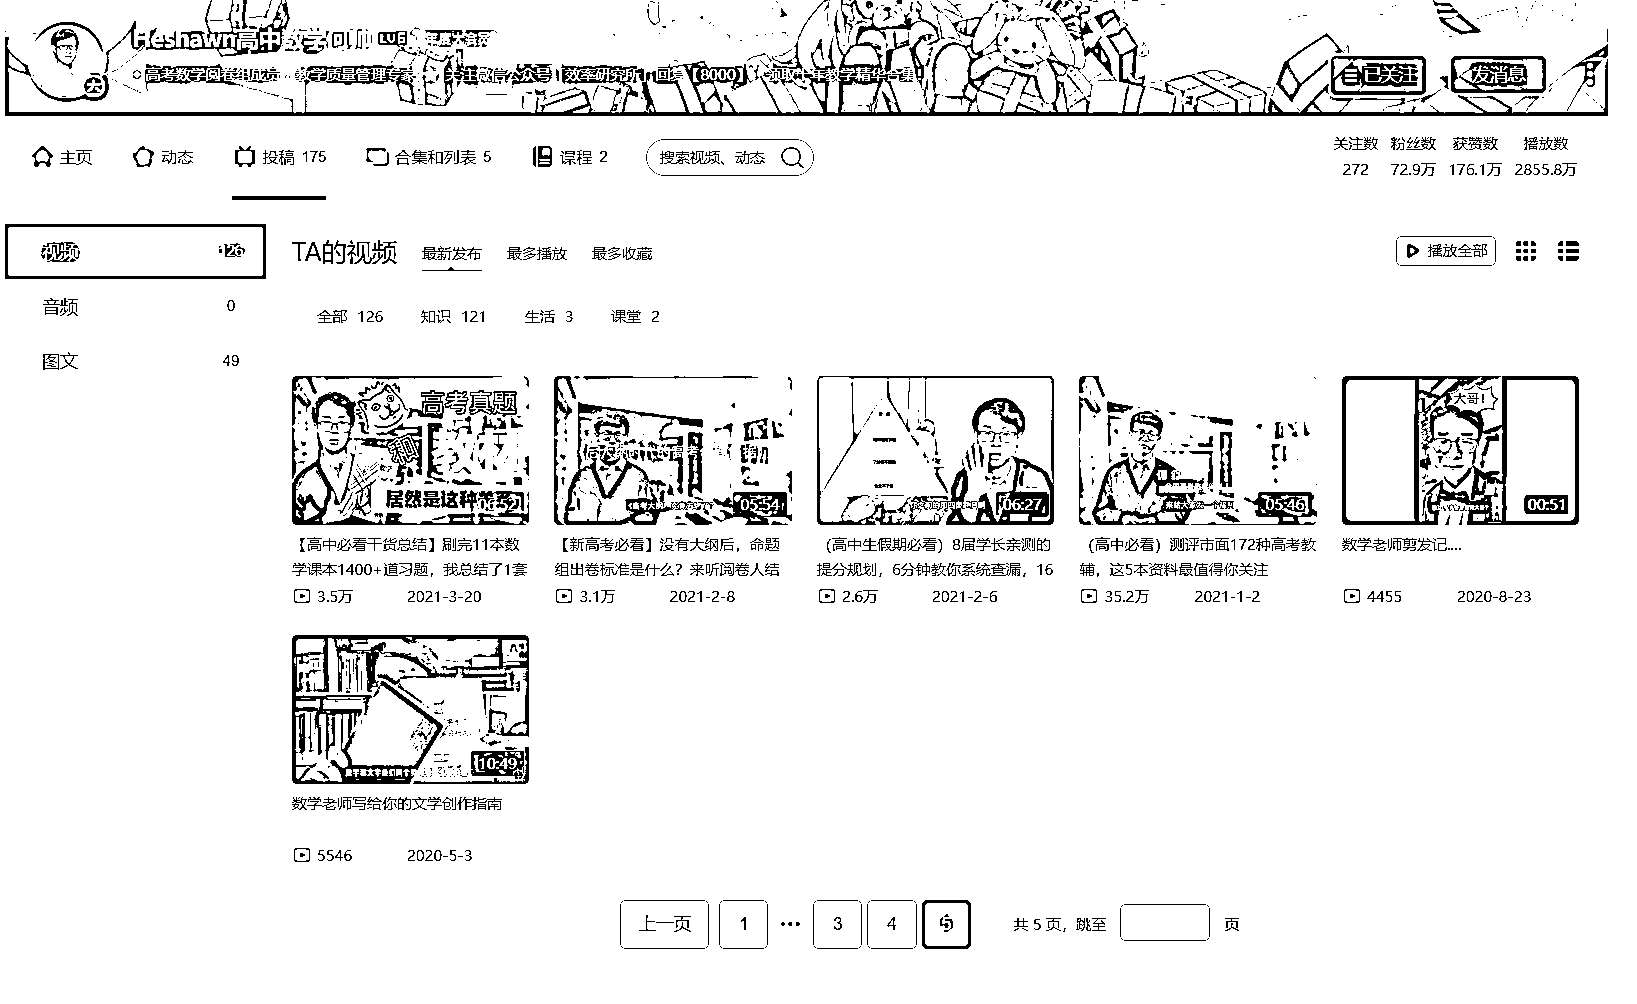 Heshawn高中数学
高考数学阅卷组成员 教学质量管理专家 关注微信公众号 效率研究所 回复【8000】领取十年教学精华合集
已关注
发消息
主页
动态
投稿 175
合集和列表 5
课程 2
搜索视频、动态
关注数 粉丝数 获赞数 播放数
272 72.9万 176.1万 2855.8万
视频 126
音频 0
图文 49
TA的视频
最新发布 最多播放 最多收藏
播放全部
全部 126 知识 121 生活 3 课堂 2
高考真题
和
教材
居然是这种关系
05:54
06:27
05:46
大哥!
00:51
【高中必看干货总结】刷完11本数
学课本1400+道习题，我总结了1套
3.5万 2021-3-20
【新高考必看】没有大纲后，命题
组出卷标准是什么？来听阅卷人结
3.1万 2021-2-8
（高中生假期必看）8届学长亲测的
提分规划，6分钟教你系统查漏，16
2.6万 2021-2-6
（高中必看）测评市面172种高考教
辅，这5本资料最值得你关注
35.2万 2021-1-2
数学老师剪发记....
4455 2020-8-23
10:49
数学老师写给你的文学创作指南
5546 2020-5-3
上一页 1 ••• 3 4 5 共 5 页，跳至 页